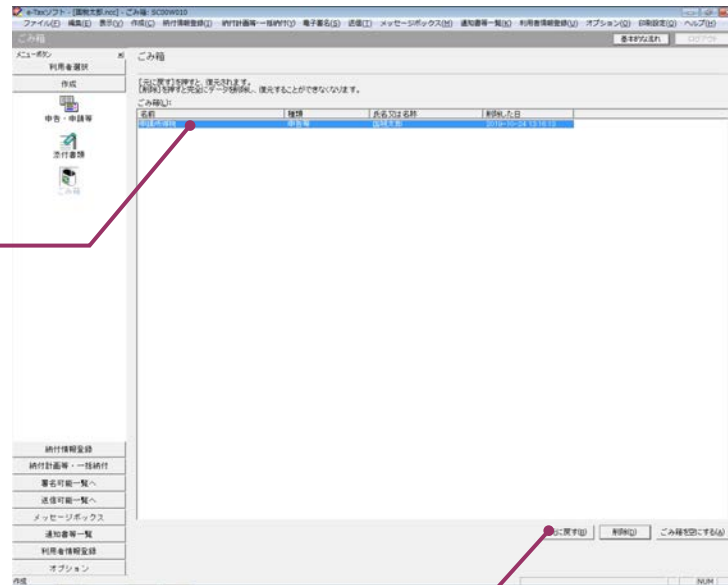 e-Taxソフト - [国税太郎.ncc] - ごみ箱: SC00W010
ファイル(F) 編集(E) 表示(V) 作成(C) 納付情報登録(I) 納付計画等・一括納付(Y) 電子署名(S) 送信(T) メッセージボックス(M) 通知書等一覧(K) 利用者情報登録(U) オプション(O) 印刷設定(O) ヘルプ(H)
ごみ箱
基本的な流れ
ログアウト
メニューボタン
利用者選択
作成
申告・申請等
添付書類
ごみ箱
納付情報登録
納付計画等・一括納付
署名可能一覧へ
送信可能一覧へ
メッセージボックス
通知書等一覧
利用者情報登録
オプション
ごみ箱
[元に戻す]を押すと、復元されます。
[削除]を押すと完全にデータを削除し、復元することができなくなります。
ごみ箱(L):
名前 種類 氏名又は名称 削除した日
申告等 国税太郎
に戻す(B) 削除(D) ごみ箱を空にする(A)
作成
NUM